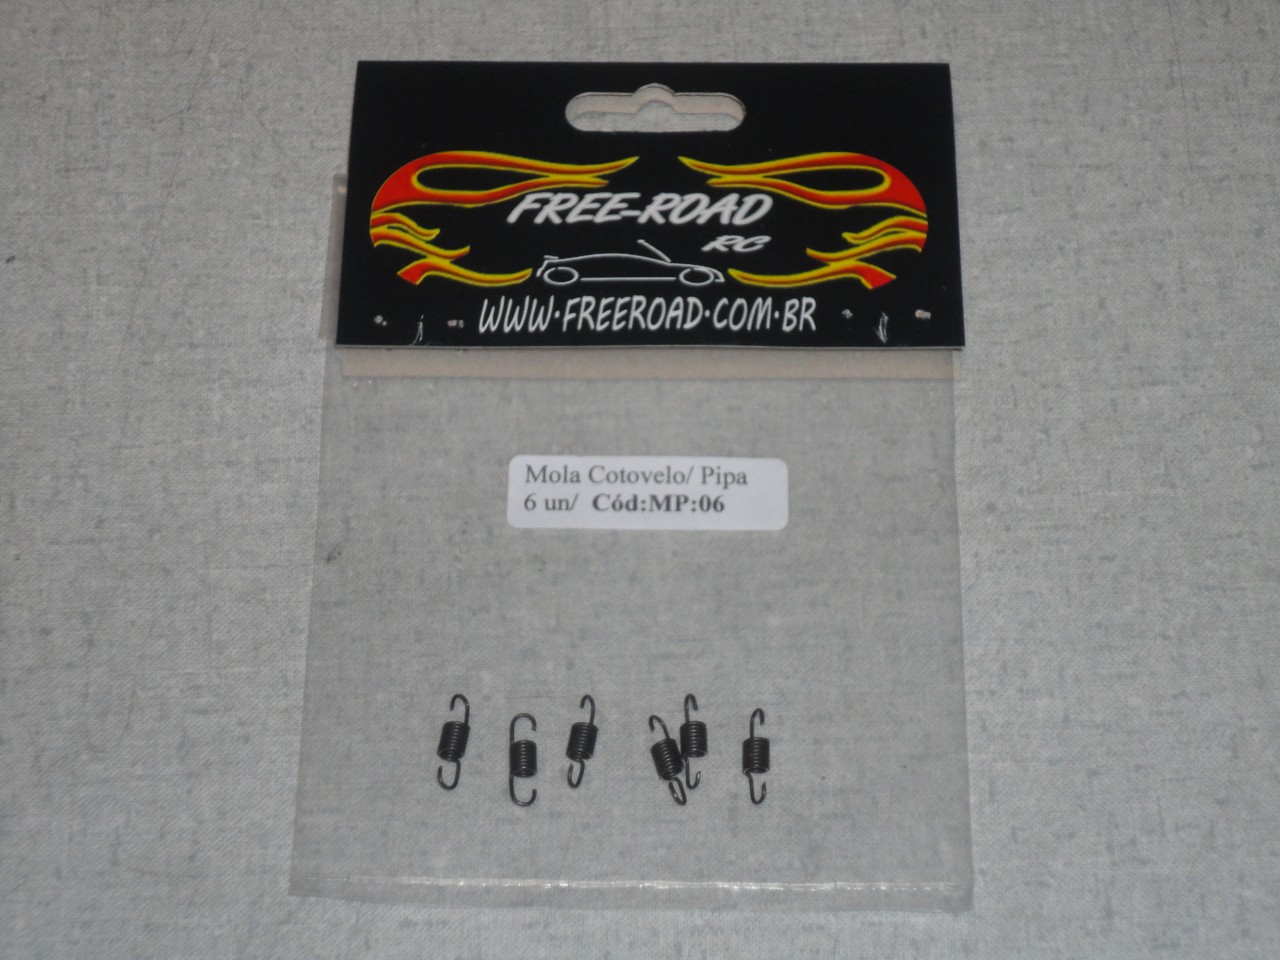 FREE-ROAD
RC
WWW.FREEROAD.COM.BR
Mola Cotovelo/ Pipa
6 un/ Cód:MP:06